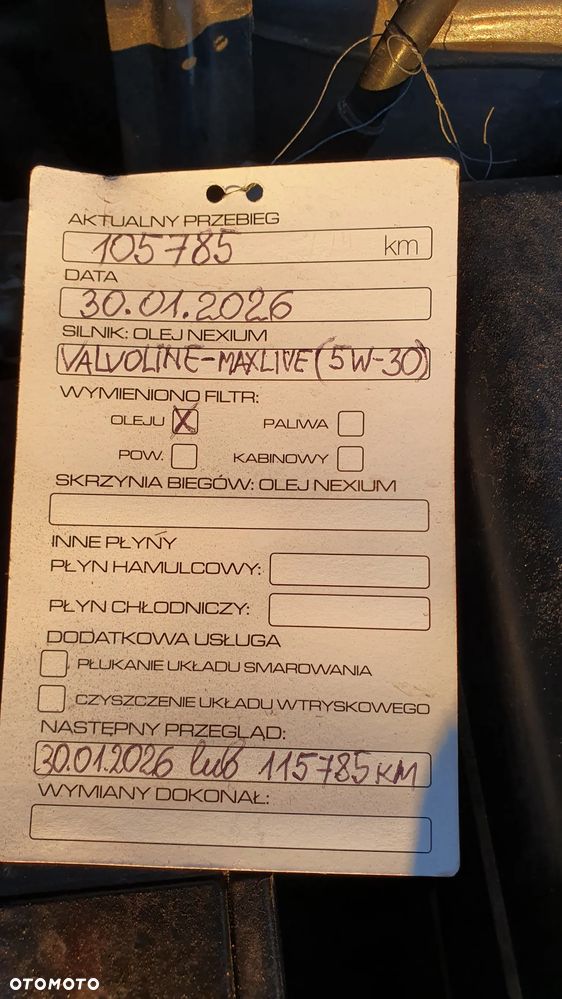 AKTUALNY PRZEBIEG
105785 km
DATA
30.01.2026
SILNIK: OLEJ NEXIUM
VALVOLINE-MAXLIVE (5W-30)
WYMIENIONO FILTR:
OLEJU X PALIWA
POW. KABINOWY
SKRZYNIA BIEGÓW: OLEJ NEXIUM
INNE PŁYNY
PŁYN HAMULCOWY:
PŁYN CHŁODNICZY:
DODATKOWA USŁUGA
PŁUKANIE UKŁADU SMAROWANIA
CZYSZCZENIE UKŁADU WTRYSKOWEGO
NASTĘPNY PRZEGLĄD:
30.01.2026 lub 115785 KM
WYMIANY DOKONAŁ:
OTOMOTO